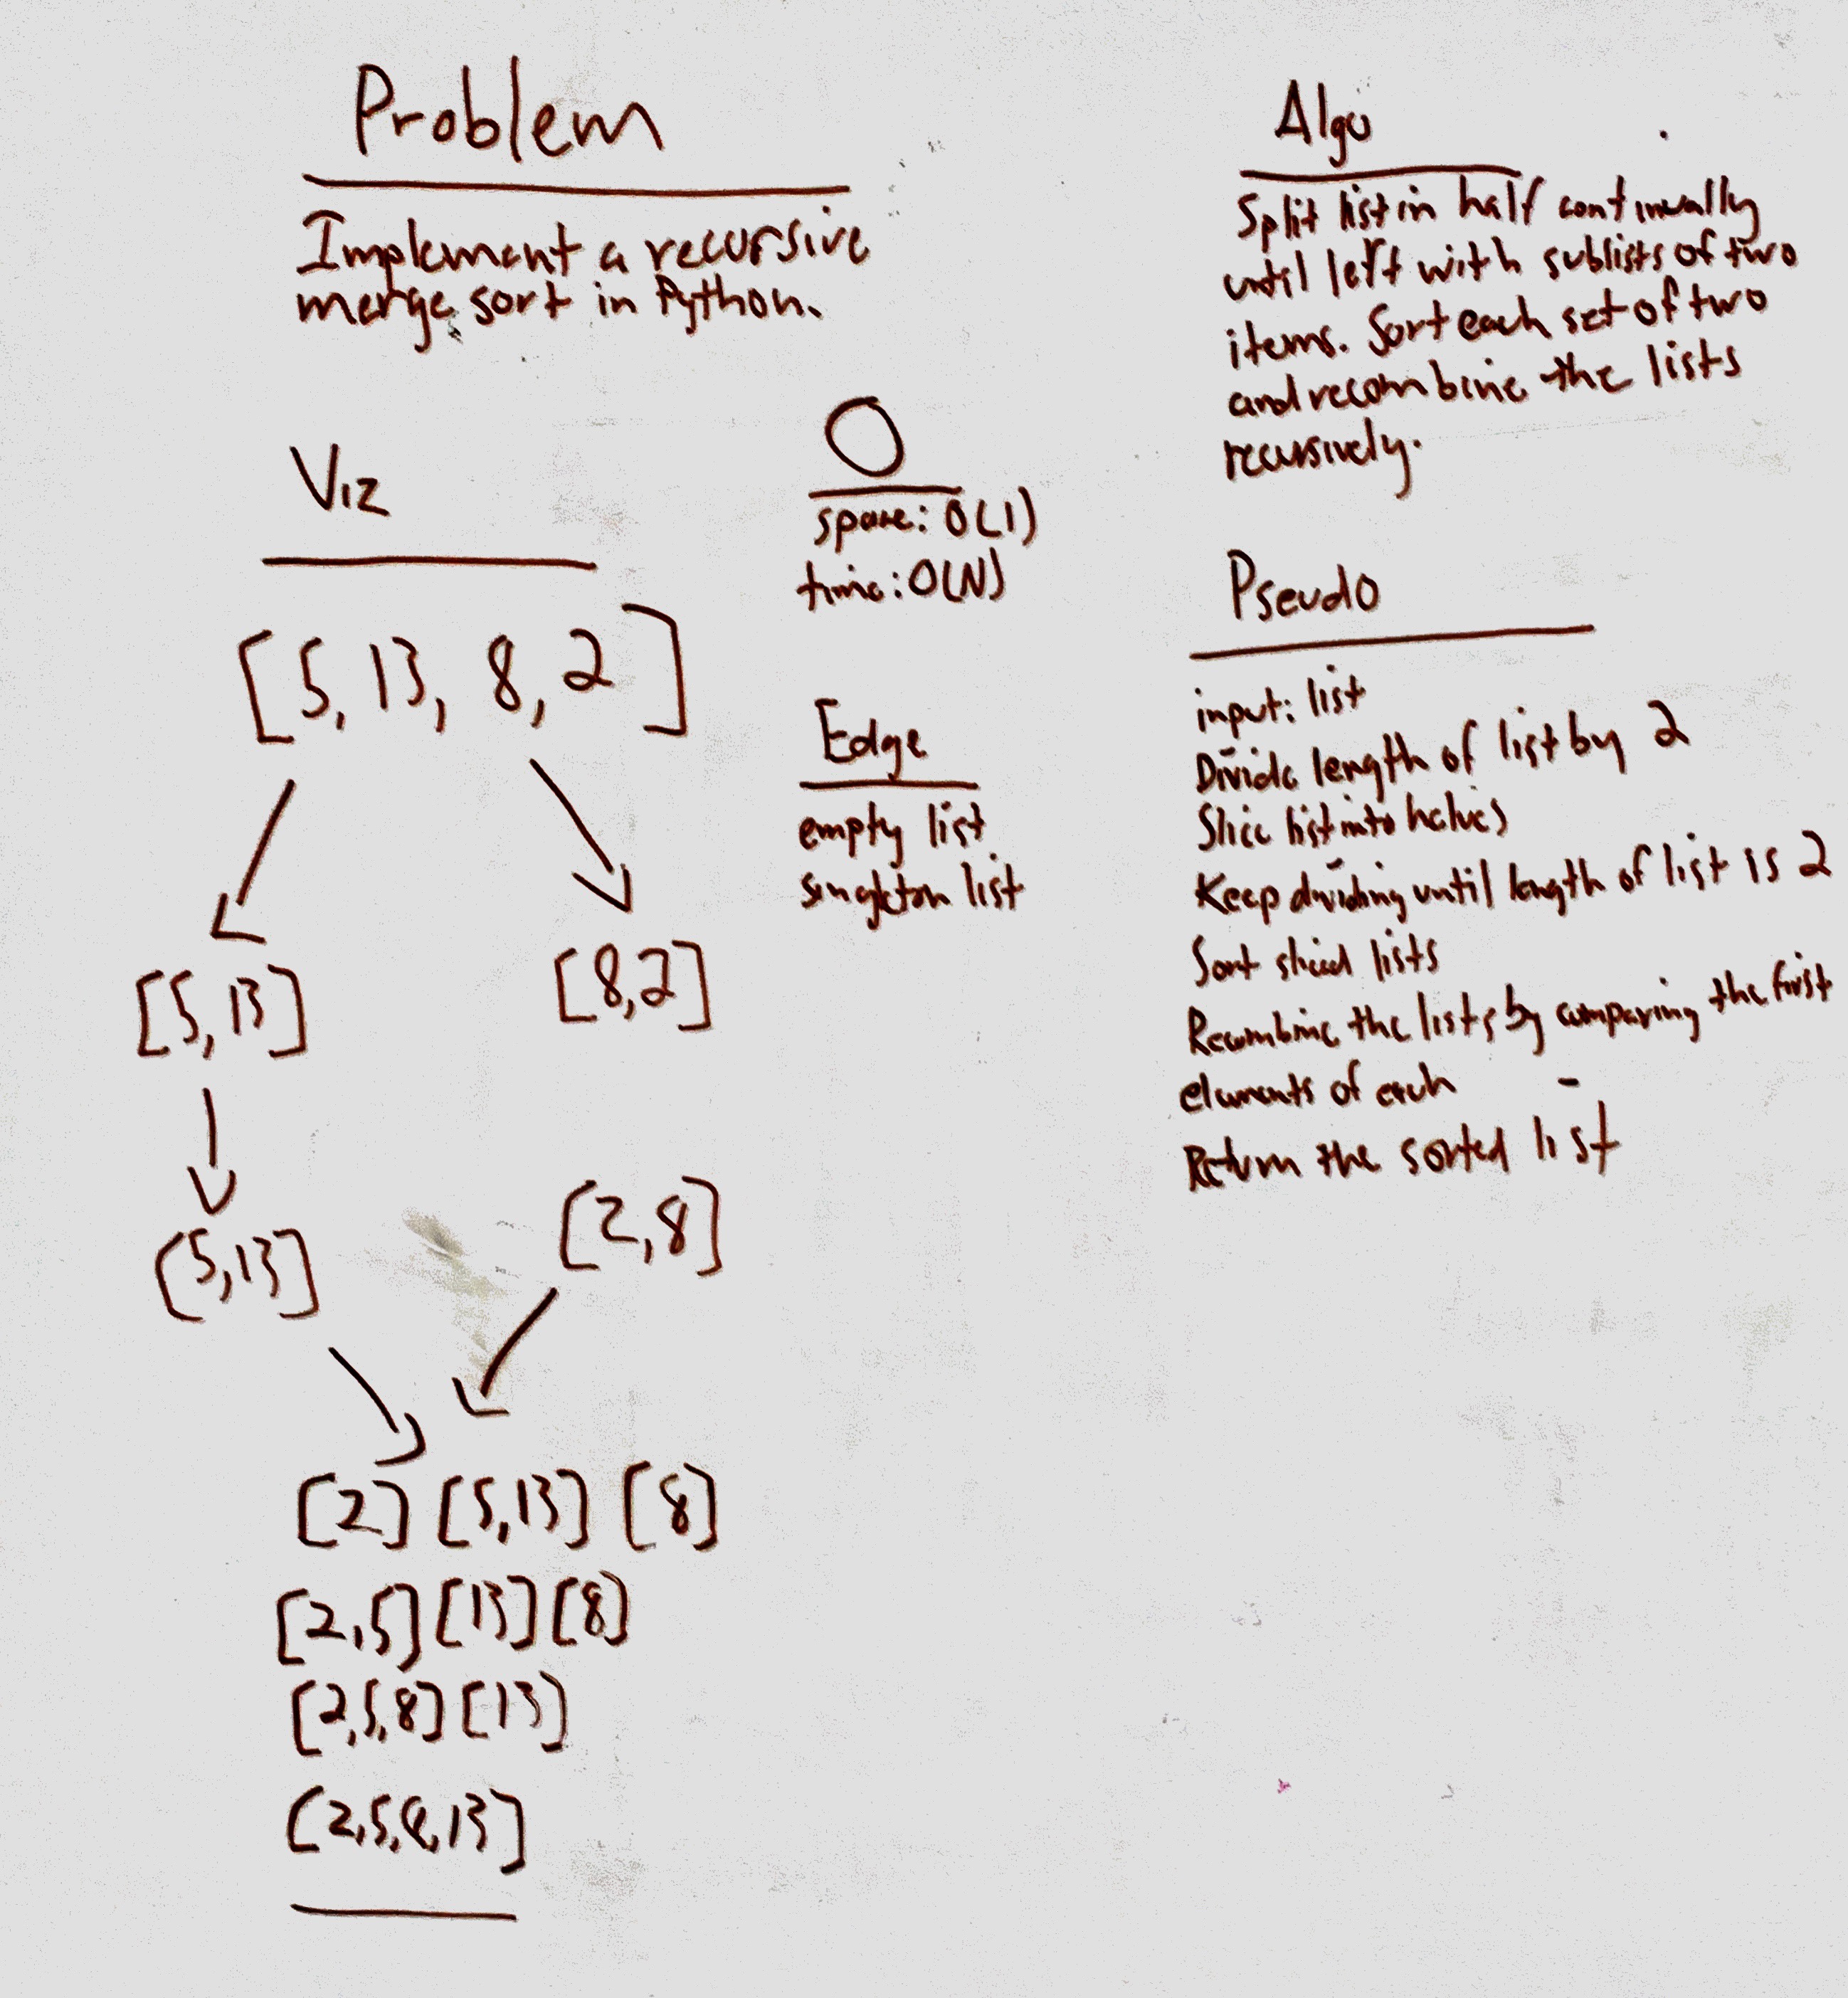 Problem
Implement a recursive
merge sort in Python.
Viz
[5, 13, 8, 2]
[5, 13]
[8,2]
[5,13]
[2,8]
[2] [5,13] [8]
[2,5] [13] [8]
[2,5,8] [13]
[2,5,8,13]
O
space: O(1)
time: O(N)
Edge
empty list
singleton list
Algo
Split list in half continually
until left with sublists of two
items. Sort each set of two
and recombine the lists
recursively.
Pseudo
input: list
Divide length of list by 2
Slice list into halves
Keep dividing until length of list is 2
Sort sliced lists
Recombine the lists by comparing the first
elements of each
Return the sorted list